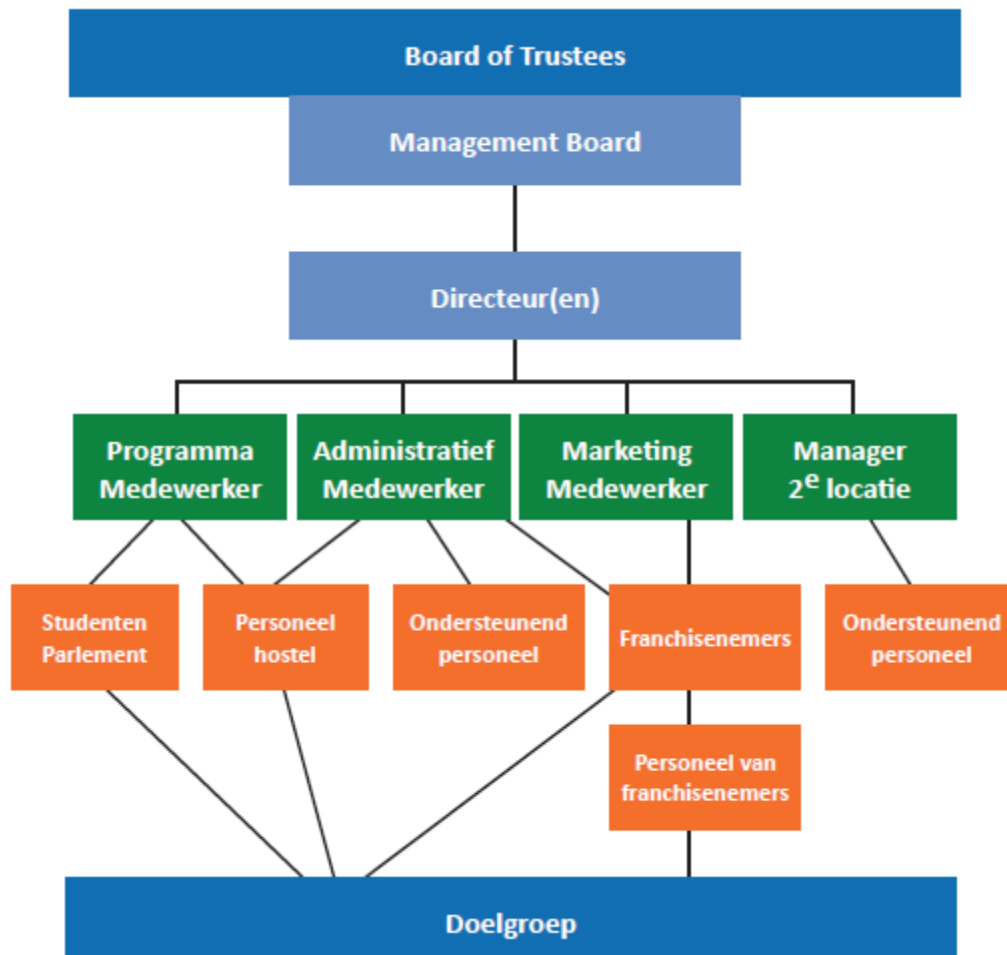 Board of Trustees
Management Board
Directeur(en)
Programma
Medewerker
Administratief
Medewerker
Marketing
Medewerker
Manager
2e locatie
Studenten
Parlement
Personeel
hostel
Ondersteunend
personeel
Franchisenemers
Ondersteunend
personeel
Personeel van
franchisenemers
Doelgroep